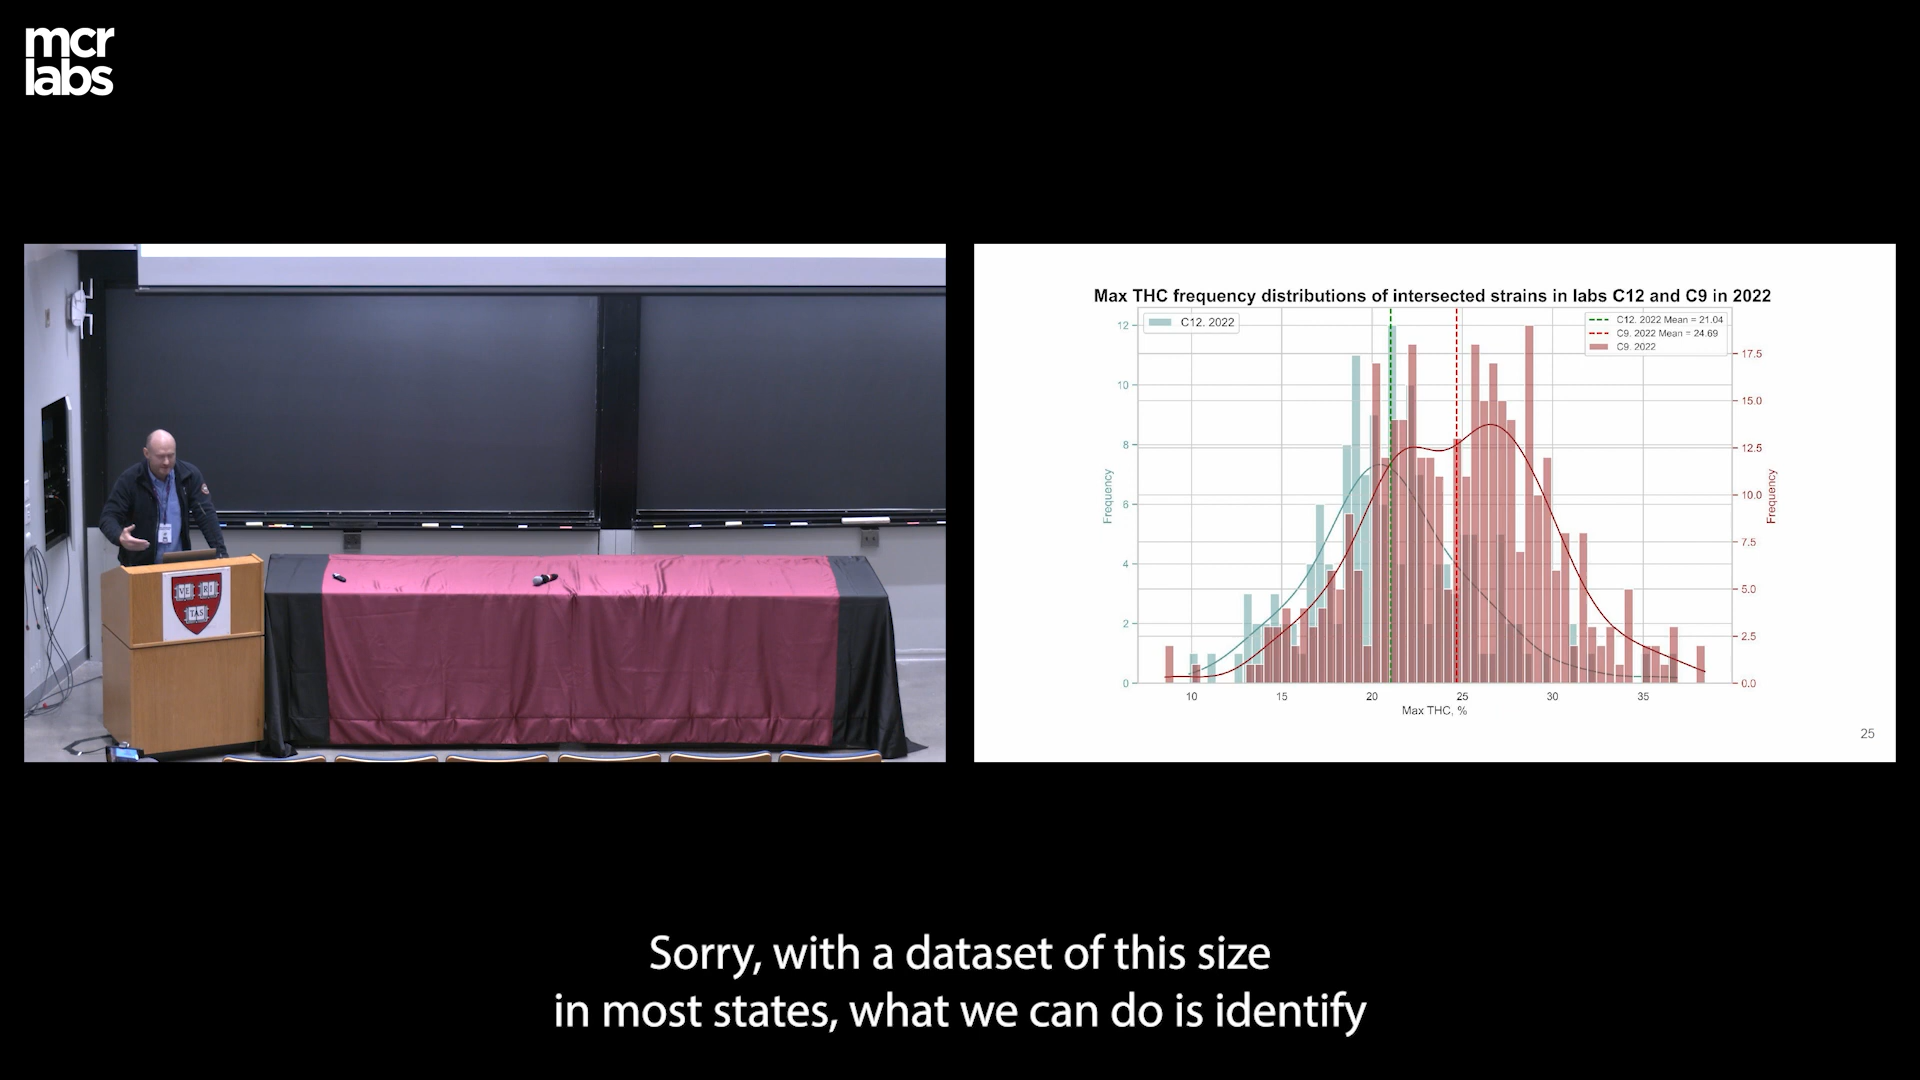 mcr
labs
VE RI
TAS
Max THC frequency distributions of intersected strains in labs C12 and C9 in 2022
C12. 2022
C12. 2022 Mean = 21.04
C9. 2022 Mean = 24.69
C9. 2022
12
10
8
6
4
2
0
Frequency
17.5
15.0
12.5
10.0
7.5
5.0
2.5
0.0
Frequency
10 15 20 25 30 35
Max THC, %
25
Sorry, with a dataset of this size
in most states, what we can do is identify